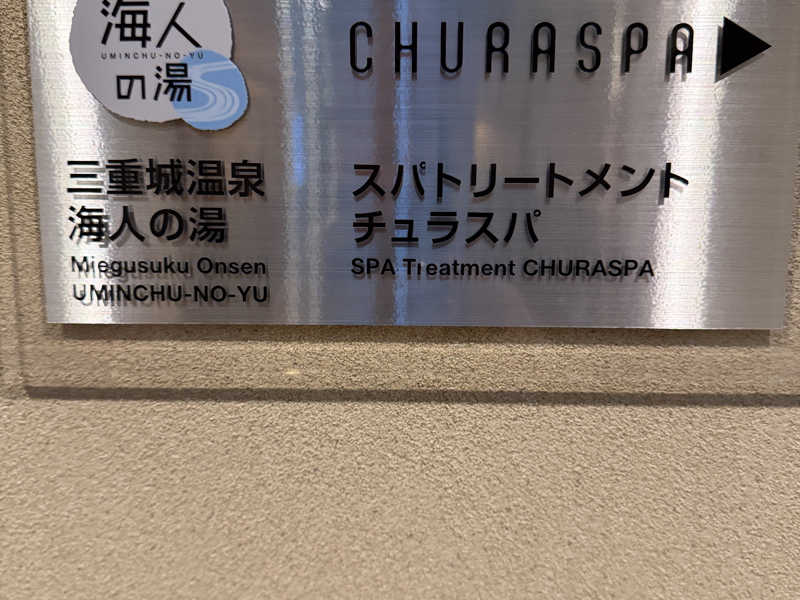 海人
UMINCHU-NO-YU
の湯
CHURASPA
三重城温泉
海人の湯
Miegusuku Onsen
UMINCHU-NO-YU
スパトリートメント
チュラスパ
SPA Treatment CHURASPA